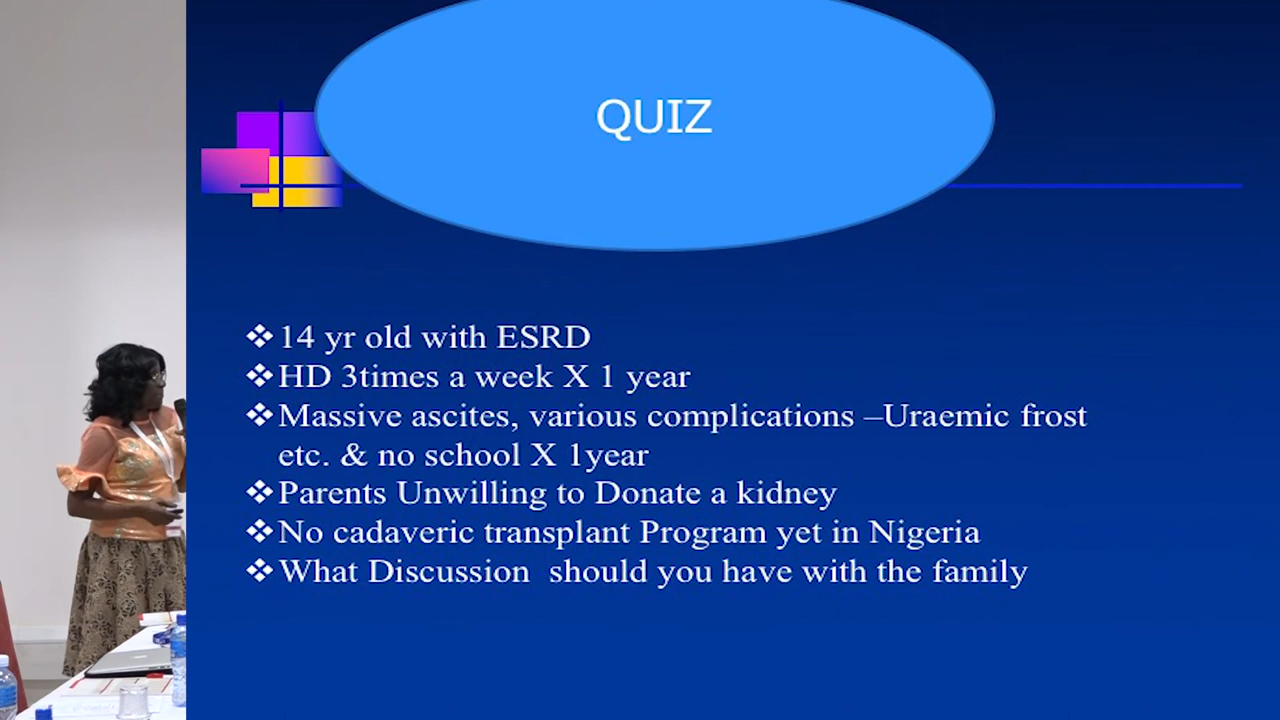 QUIZ
❖14 yr old with ESRD
❖HD 3times a week X 1 year
❖Massive ascites, various complications –Uraemic frost
etc. & no school X 1year
❖Parents Unwilling to Donate a kidney
❖No cadaveric transplant Program yet in Nigeria
❖What Discussion  should you have with the family